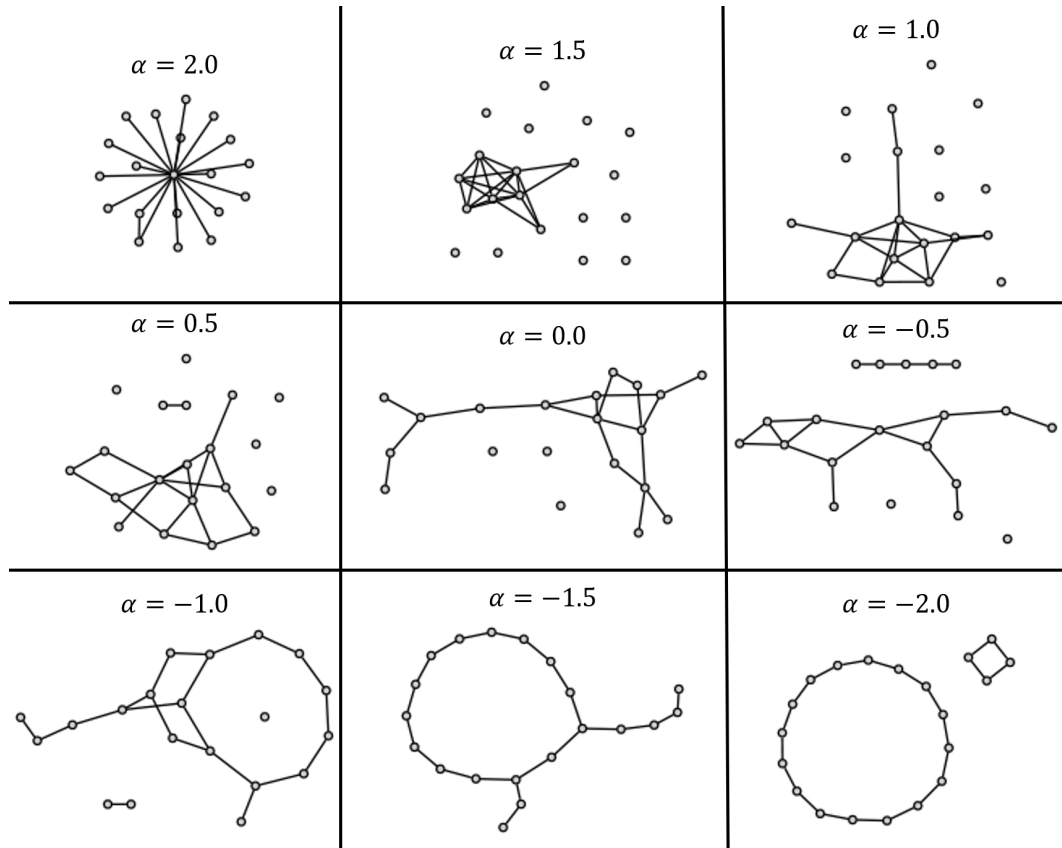 α = 2.0
α = 1.5
α = 1.0
α = 0.5
α = 0.0
α = −0.5
α = −1.0
α = −1.5
α = −2.0